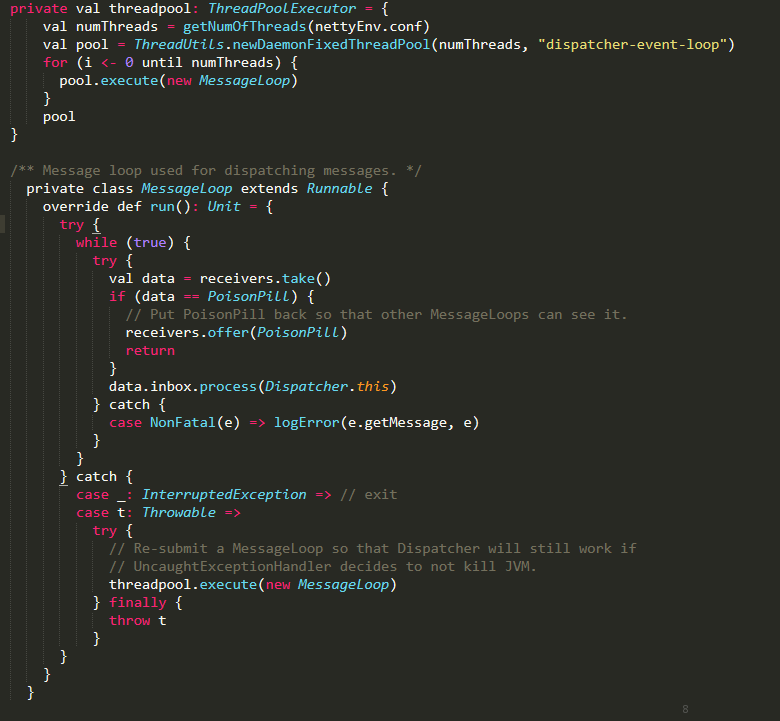 private val threadpool: ThreadPoolExecutor = {
    val numThreads = getNumOfThreads(nettyEnv.conf)
    val pool = ThreadUtils.newDaemonFixedThreadPool(numThreads, "dispatcher-event-loop")
    for (i <- 0 until numThreads) {
      pool.execute(new MessageLoop)
    }
    pool
}
/** Message loop used for dispatching messages. */
  private class MessageLoop extends Runnable {
    override def run(): Unit = {
      try {
        while (true) {
          try {
            val data = receivers.take()
            if (data == PoisonPill) {
              // Put PoisonPill back so that other MessageLoops can see it.
              receivers.offer(PoisonPill)
              return
            }
            data.inbox.process(Dispatcher.this)
          } catch {
            case NonFatal(e) => logError(e.getMessage, e)
          }
        }
      } catch {
        case _: InterruptedException => // exit
        case t: Throwable =>
          try {
            // Re-submit a MessageLoop so that Dispatcher will still work if
            // UncaughtExceptionHandler decides to not kill JVM.
            threadpool.execute(new MessageLoop)
          } finally {
            throw t
          }
      }
    }
  }
8